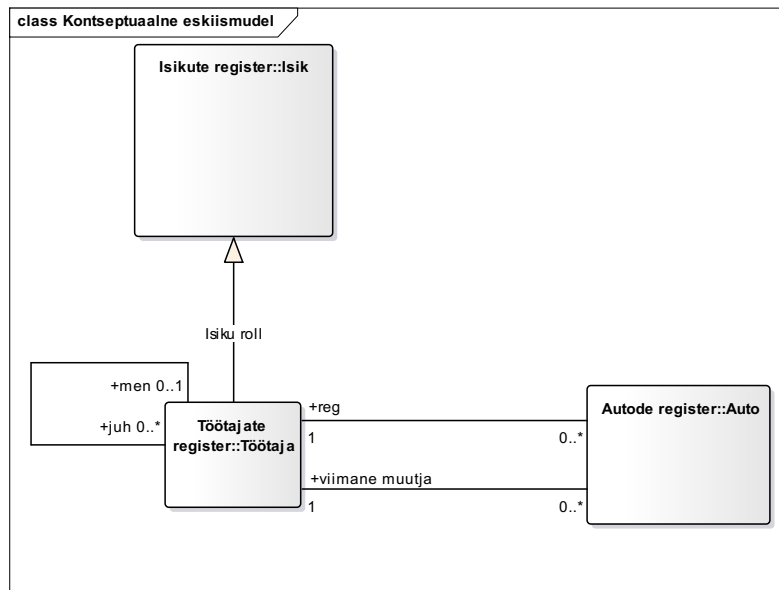 class Kontseptuaalne eskiismudel
Isikute register::Isik
Isiku roll
+men 0..1
+juh 0..*
Töötajate
register::Töötaja
+reg
1
0..*
+viimane muutja
1
0..*
Autode register::Auto